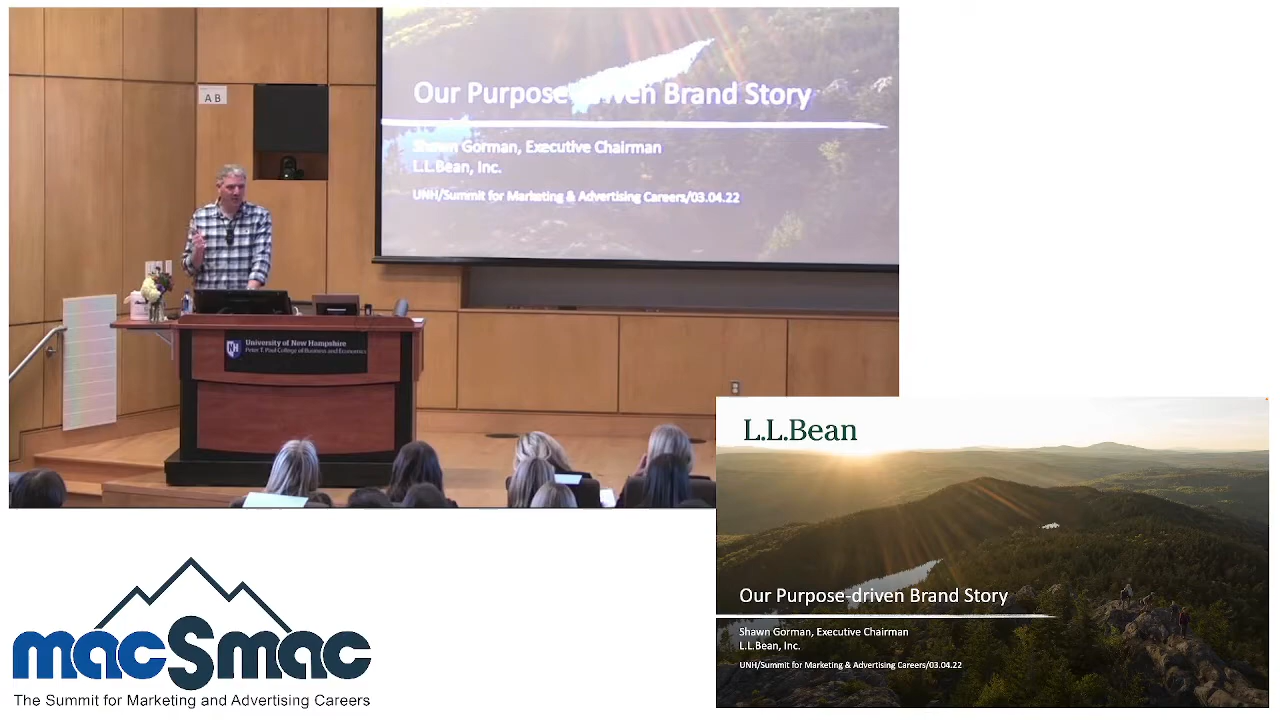 A B
Our Purpose-driven Brand Story
Shawn Gorman, Executive Chairman
L.L.Bean, Inc.
UNH/Summit for Marketing & Advertising Careers/03.04.22
NH
University of New Hampshire
Peter T. Paul College of Business and Economics
L.L.Bean
Our Purpose-driven Brand Story
Shawn Gorman, Executive Chairman
L.L.Bean, Inc.
UNH/Summit for Marketing & Advertising Careers/03.04.22
macSmac
The Summit for Marketing and Advertising Careers